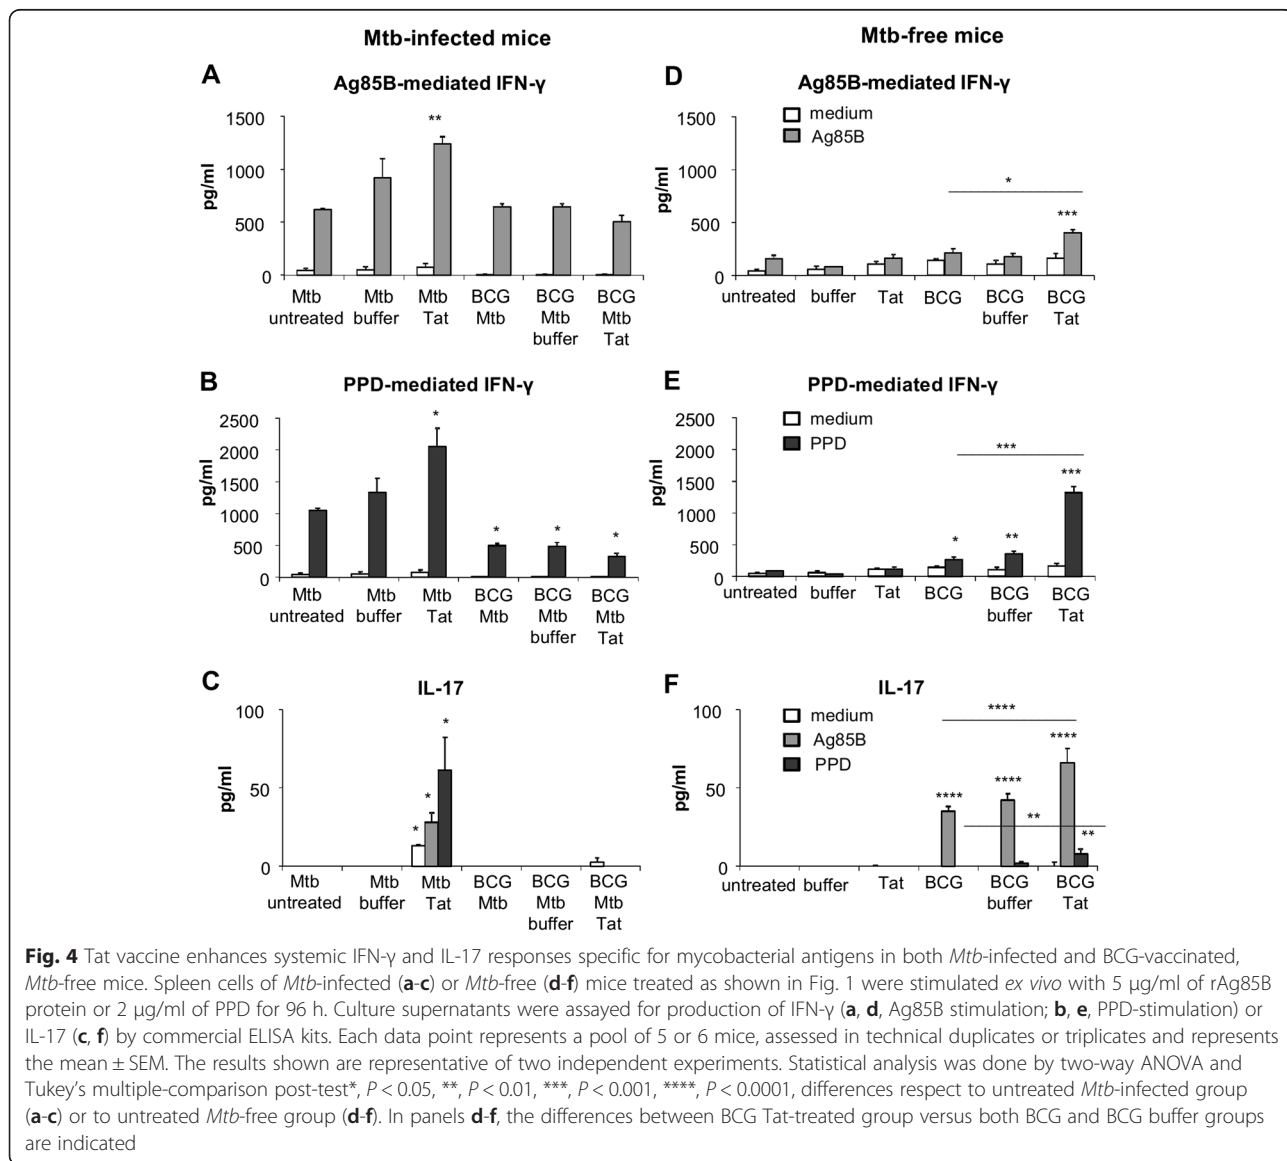 Mtb-infected mice
Mtb-free mice
A
Ag85B-mediated IFN-γ
pg/ml
1500
1000
500
0
**
Mtb untreated
Mtb buffer
Mtb Tat
BCG Mtb
BCG Mtb buffer
BCG Mtb Tat
D
Ag85B-mediated IFN-γ
medium
Ag85B
pg/ml
1500
1000
500
0
*
***
untreated
buffer
Tat
BCG
BCG buffer
BCG Tat
B
PPD-mediated IFN-γ
pg/ml
2500
2000
1500
1000
500
0
*
*
*
*
Mtb untreated
Mtb buffer
Mtb Tat
BCG Mtb
BCG Mtb buffer
BCG Mtb Tat
E
PPD-mediated IFN-γ
medium
PPD
pg/ml
2500
2000
1500
1000
500
0
***
*
**
***
untreated
buffer
Tat
BCG
BCG buffer
BCG Tat
C
IL-17
pg/ml
100
50
0
*
*
*
Mtb untreated
Mtb buffer
Mtb Tat
BCG Mtb
BCG Mtb buffer
BCG Mtb Tat
F
IL-17
medium
Ag85B
PPD
pg/ml
100
50
0
****
****
****
****
**
**
untreated
buffer
Tat
BCG
BCG buffer
BCG Tat
Fig. 4 Tat vaccine enhances systemic IFN-γ and IL-17 responses specific for mycobacterial antigens in both Mtb-infected and BCG-vaccinated,
Mtb-free mice. Spleen cells of Mtb-infected (a-c) or Mtb-free (d-f) mice treated as shown in Fig. 1 were stimulated ex vivo with 5 μg/ml of rAg85B
protein or 2 μg/ml of PPD for 96 h. Culture supernatants were assayed for production of IFN-γ (a, d, Ag85B stimulation; b, e, PPD-stimulation) or
IL-17 (c, f) by commercial ELISA kits. Each data point represents a pool of 5 or 6 mice, assessed in technical duplicates or triplicates and represents
the mean ± SEM. The results shown are representative of two independent experiments. Statistical analysis was done by two-way ANOVA and
Tukey's multiple-comparison post-test*, P < 0.05, **, P < 0.01, ***, P < 0.001, ****, P < 0.0001, differences respect to untreated Mtb-infected group
(a-c) or to untreated Mtb-free group (d-f). In panels d-f, the differences between BCG Tat-treated group versus both BCG and BCG buffer groups
are indicated